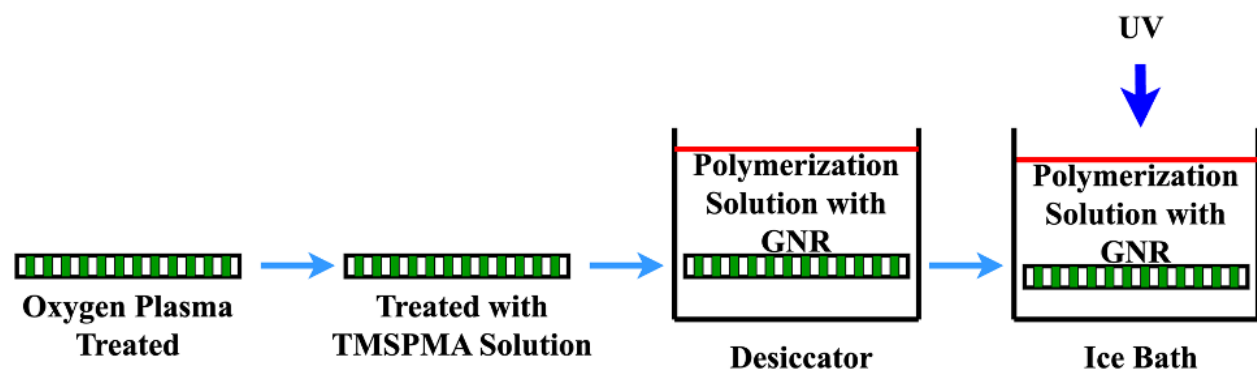 UV
Polymerization
Solution with
GNR
Polymerization
Solution with
GNR
Oxygen Plasma
Treated
Treated with
TMSPMA Solution
Desiccator
Ice Bath